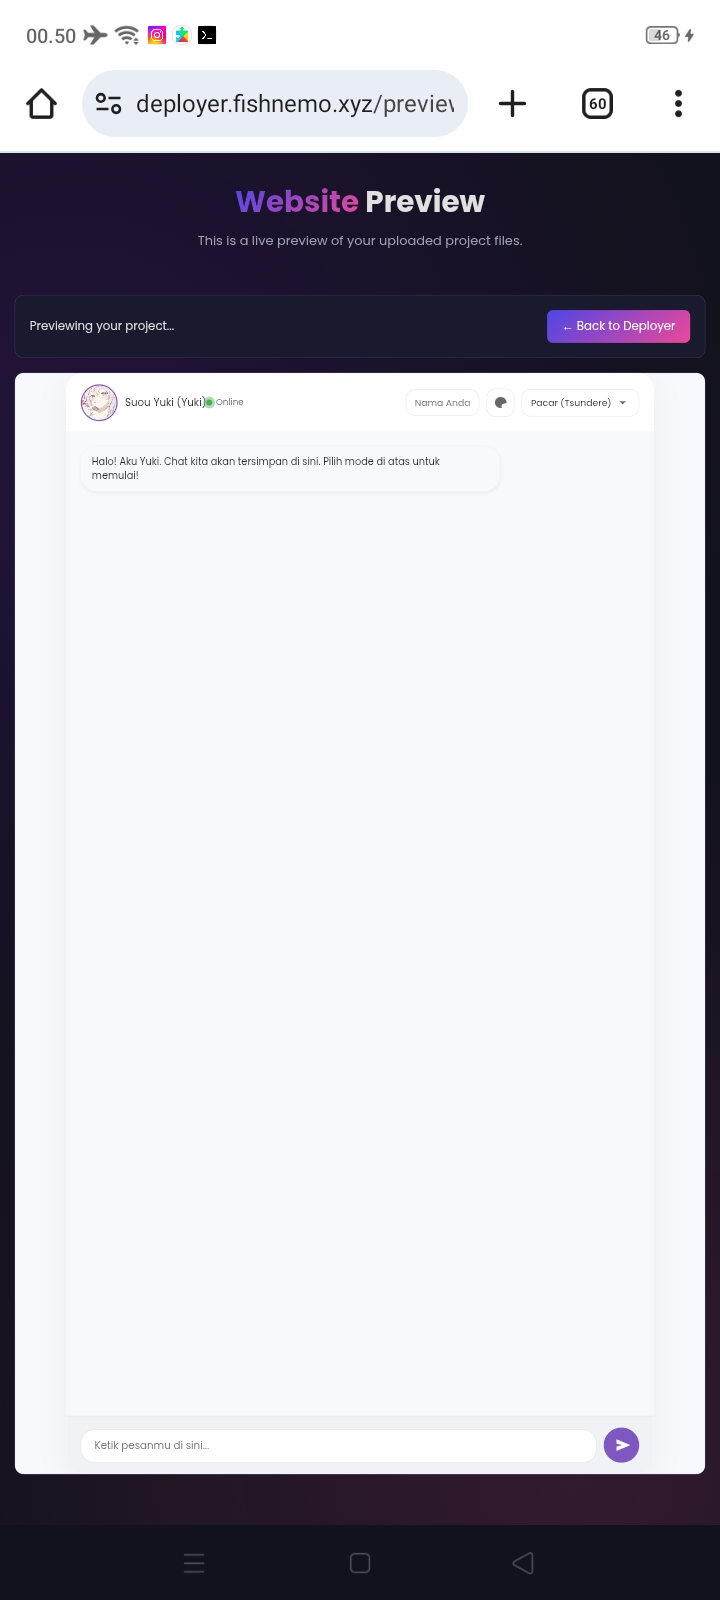 00.50
46
deployer.fishnemo.xyz/preview
60
Website Preview
This is a live preview of your uploaded project files.
Previewing your project...
← Back to Deployer
Suou Yuki (Yuki)
Online
Nama Anda
Pacar (Tsundere)
Halo! Aku Yuki. Chat kita akan tersimpan di sini. Pilih mode di atas untuk
memulai!
Ketik pesanmu di sini...